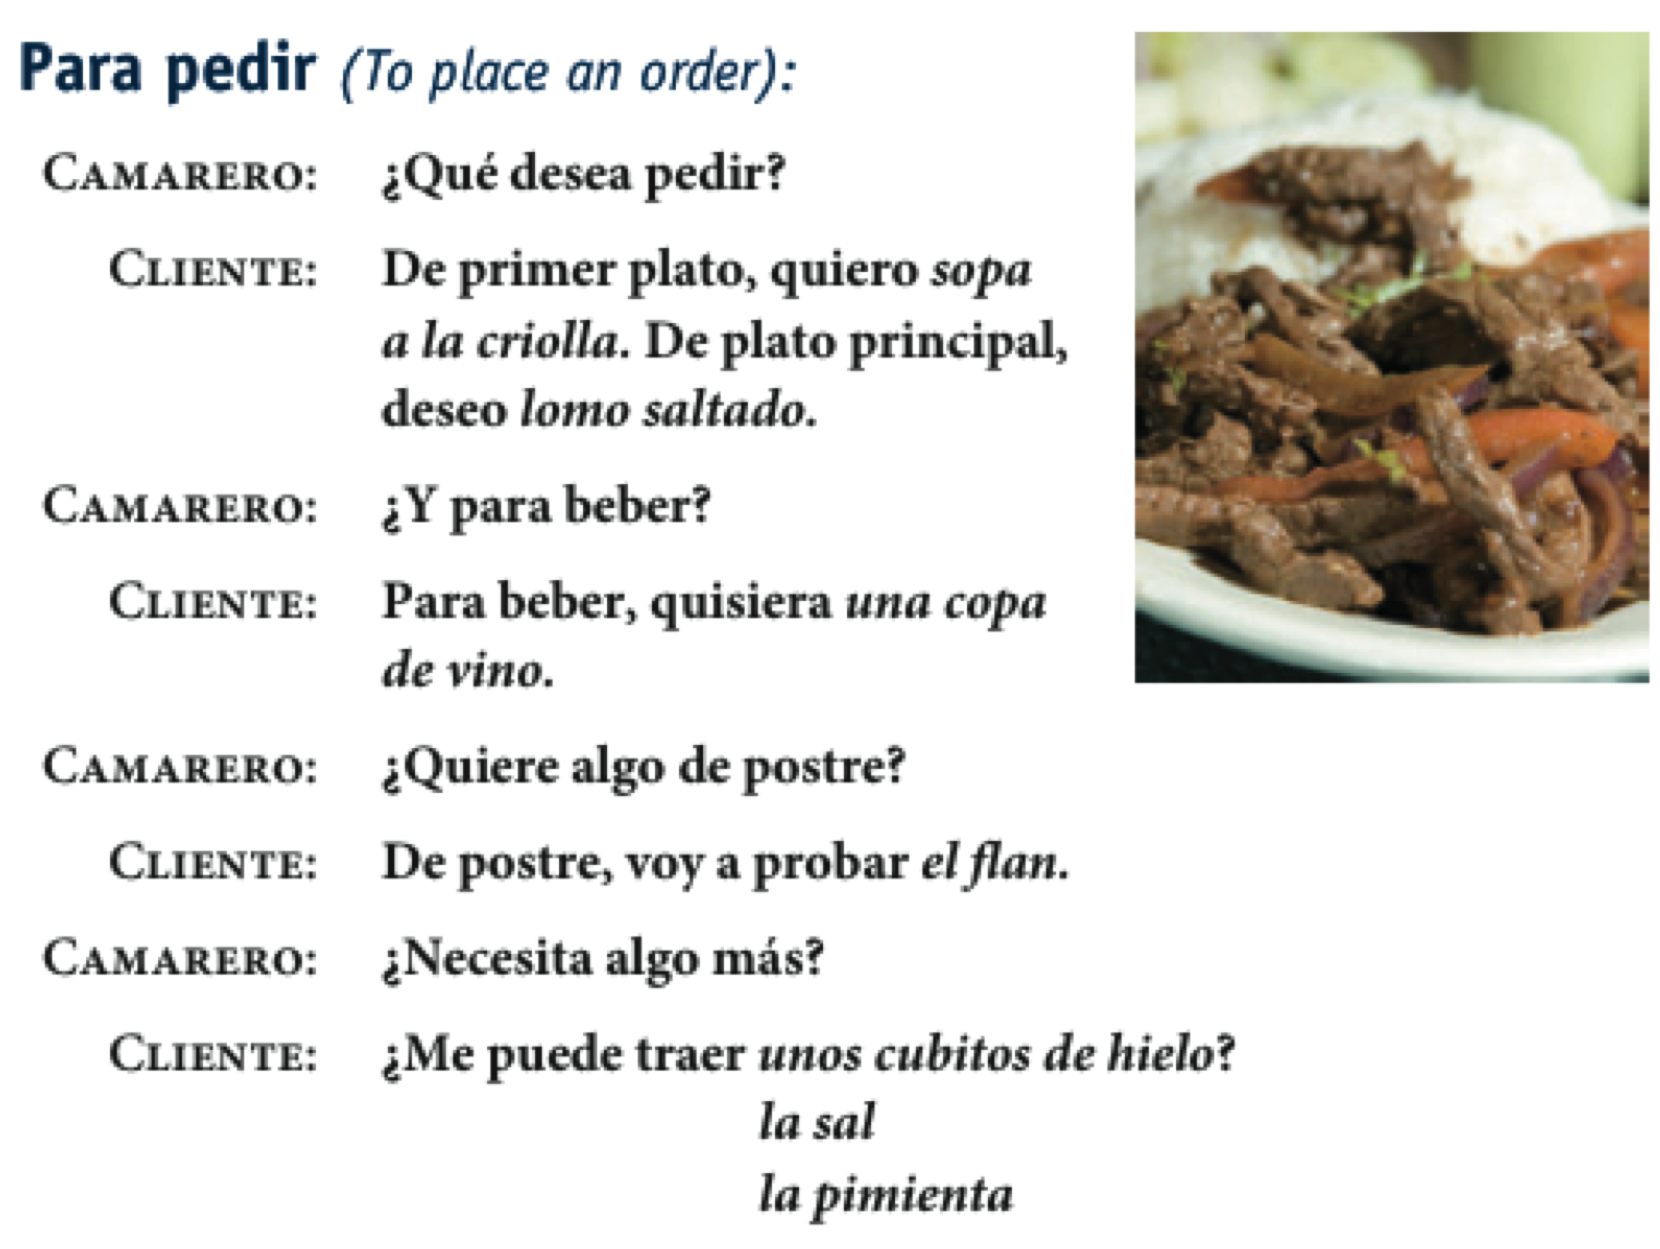 Para pedir (To place an order):
CAMARERO: ¿Qué desea pedir?
CLIENTE: De primer plato, quiero sopa
a la criolla. De plato principal,
deseo lomo saltado.
CAMARERO: ¿Y para beber?
CLIENTE: Para beber, quisiera una copa
de vino.
CAMARERO: ¿Quiere algo de postre?
CLIENTE: De postre, voy a probar el flan.
CAMARERO: ¿Necesita algo más?
CLIENTE: ¿Me puede traer unos cubitos de hielo?
la sal
la pimienta